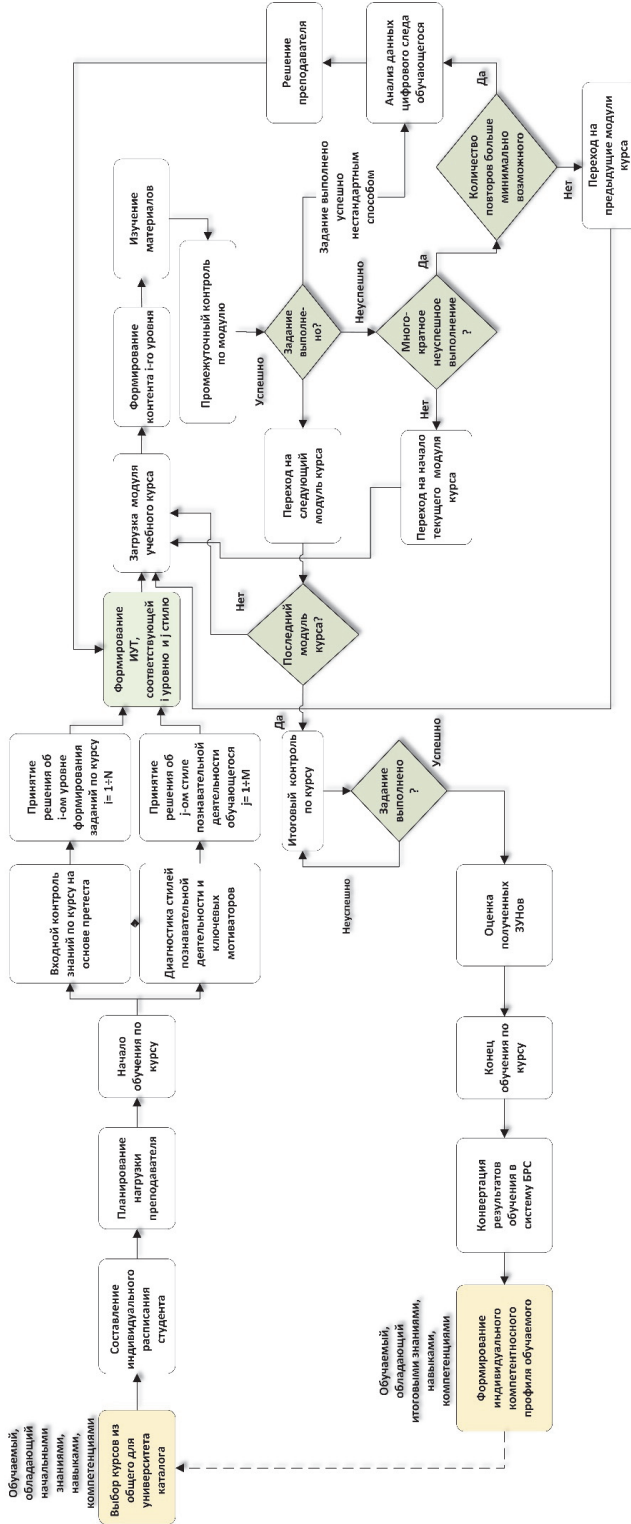 Обучаемый,
обладающий
начальными
знаниями,
навыками,
компетенциями
Выбор курсов из
общего для
университета
каталога
Составление
индивидуального
расписания
студента
Планирование
нагрузки
преподавателя
Начало
обучения по
курсу
Входной контроль
знаний по курсу на
основе претеста
Диагностика стилей
познавательной
деятельности и
ключевых
мотиваторов
Принятие
решения об
i-ом уровне
формирования
заданий по курсу
i= 1÷N
Принятие
решения об
j-ом стиле
познавательной
деятельности
обучающегося
j= 1÷M
Формирование
ИУТ,
соответствующей
i уровню и j стилю
Загрузка модуля
учебного курса
Формирование
контента i-го уровня
Изучение
материалов
Промежуточный контроль
по модулю
Задание
выполне-
но?
Успешно
Неуспешно
Задание выполнено
успешно
нестандартным
способом
Анализ данных
цифрового следа
обучающегося
Решение
преподавателя
Много-
кратное
неуспешное
выполнение
?
Да
Нет
Количество
повторов больше
минимально
возможного
Да
Нет
Переход на
предыдущие модули
курса
Переход на начало
текущего модуля
курса
Переход на
следующий
модуль курса
Последний
модуль
курса?
Нет
Да
Итоговый контроль
по курсу
Задание
выполнено
?
Неуспешно
Успешно
Оценка
полученных
ЗУНов
Конец
обучения по
курсу
Конвертация
результатов
обучения в
систему БРС
Обучаемый,
обладающий
итоговыми знаниями,
навыками,
компетенциями
Формирование
индивидуального
компетентносного
профиля обучаемого